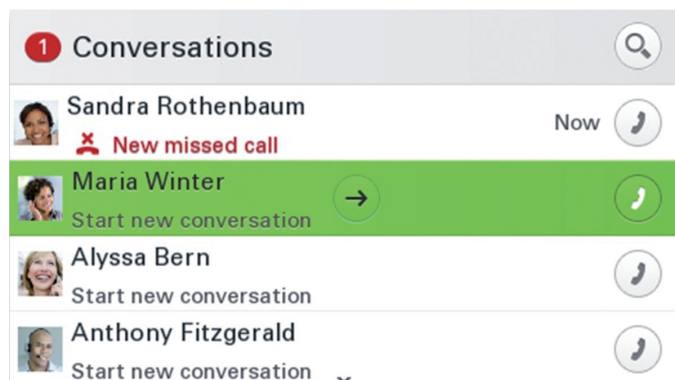 1 Conversations
Sandra Rothenbaum
Now
New missed call
Maria Winter
Start new conversation
Alyssa Bern
Start new conversation
Anthony Fitzgerald
Start new conversation